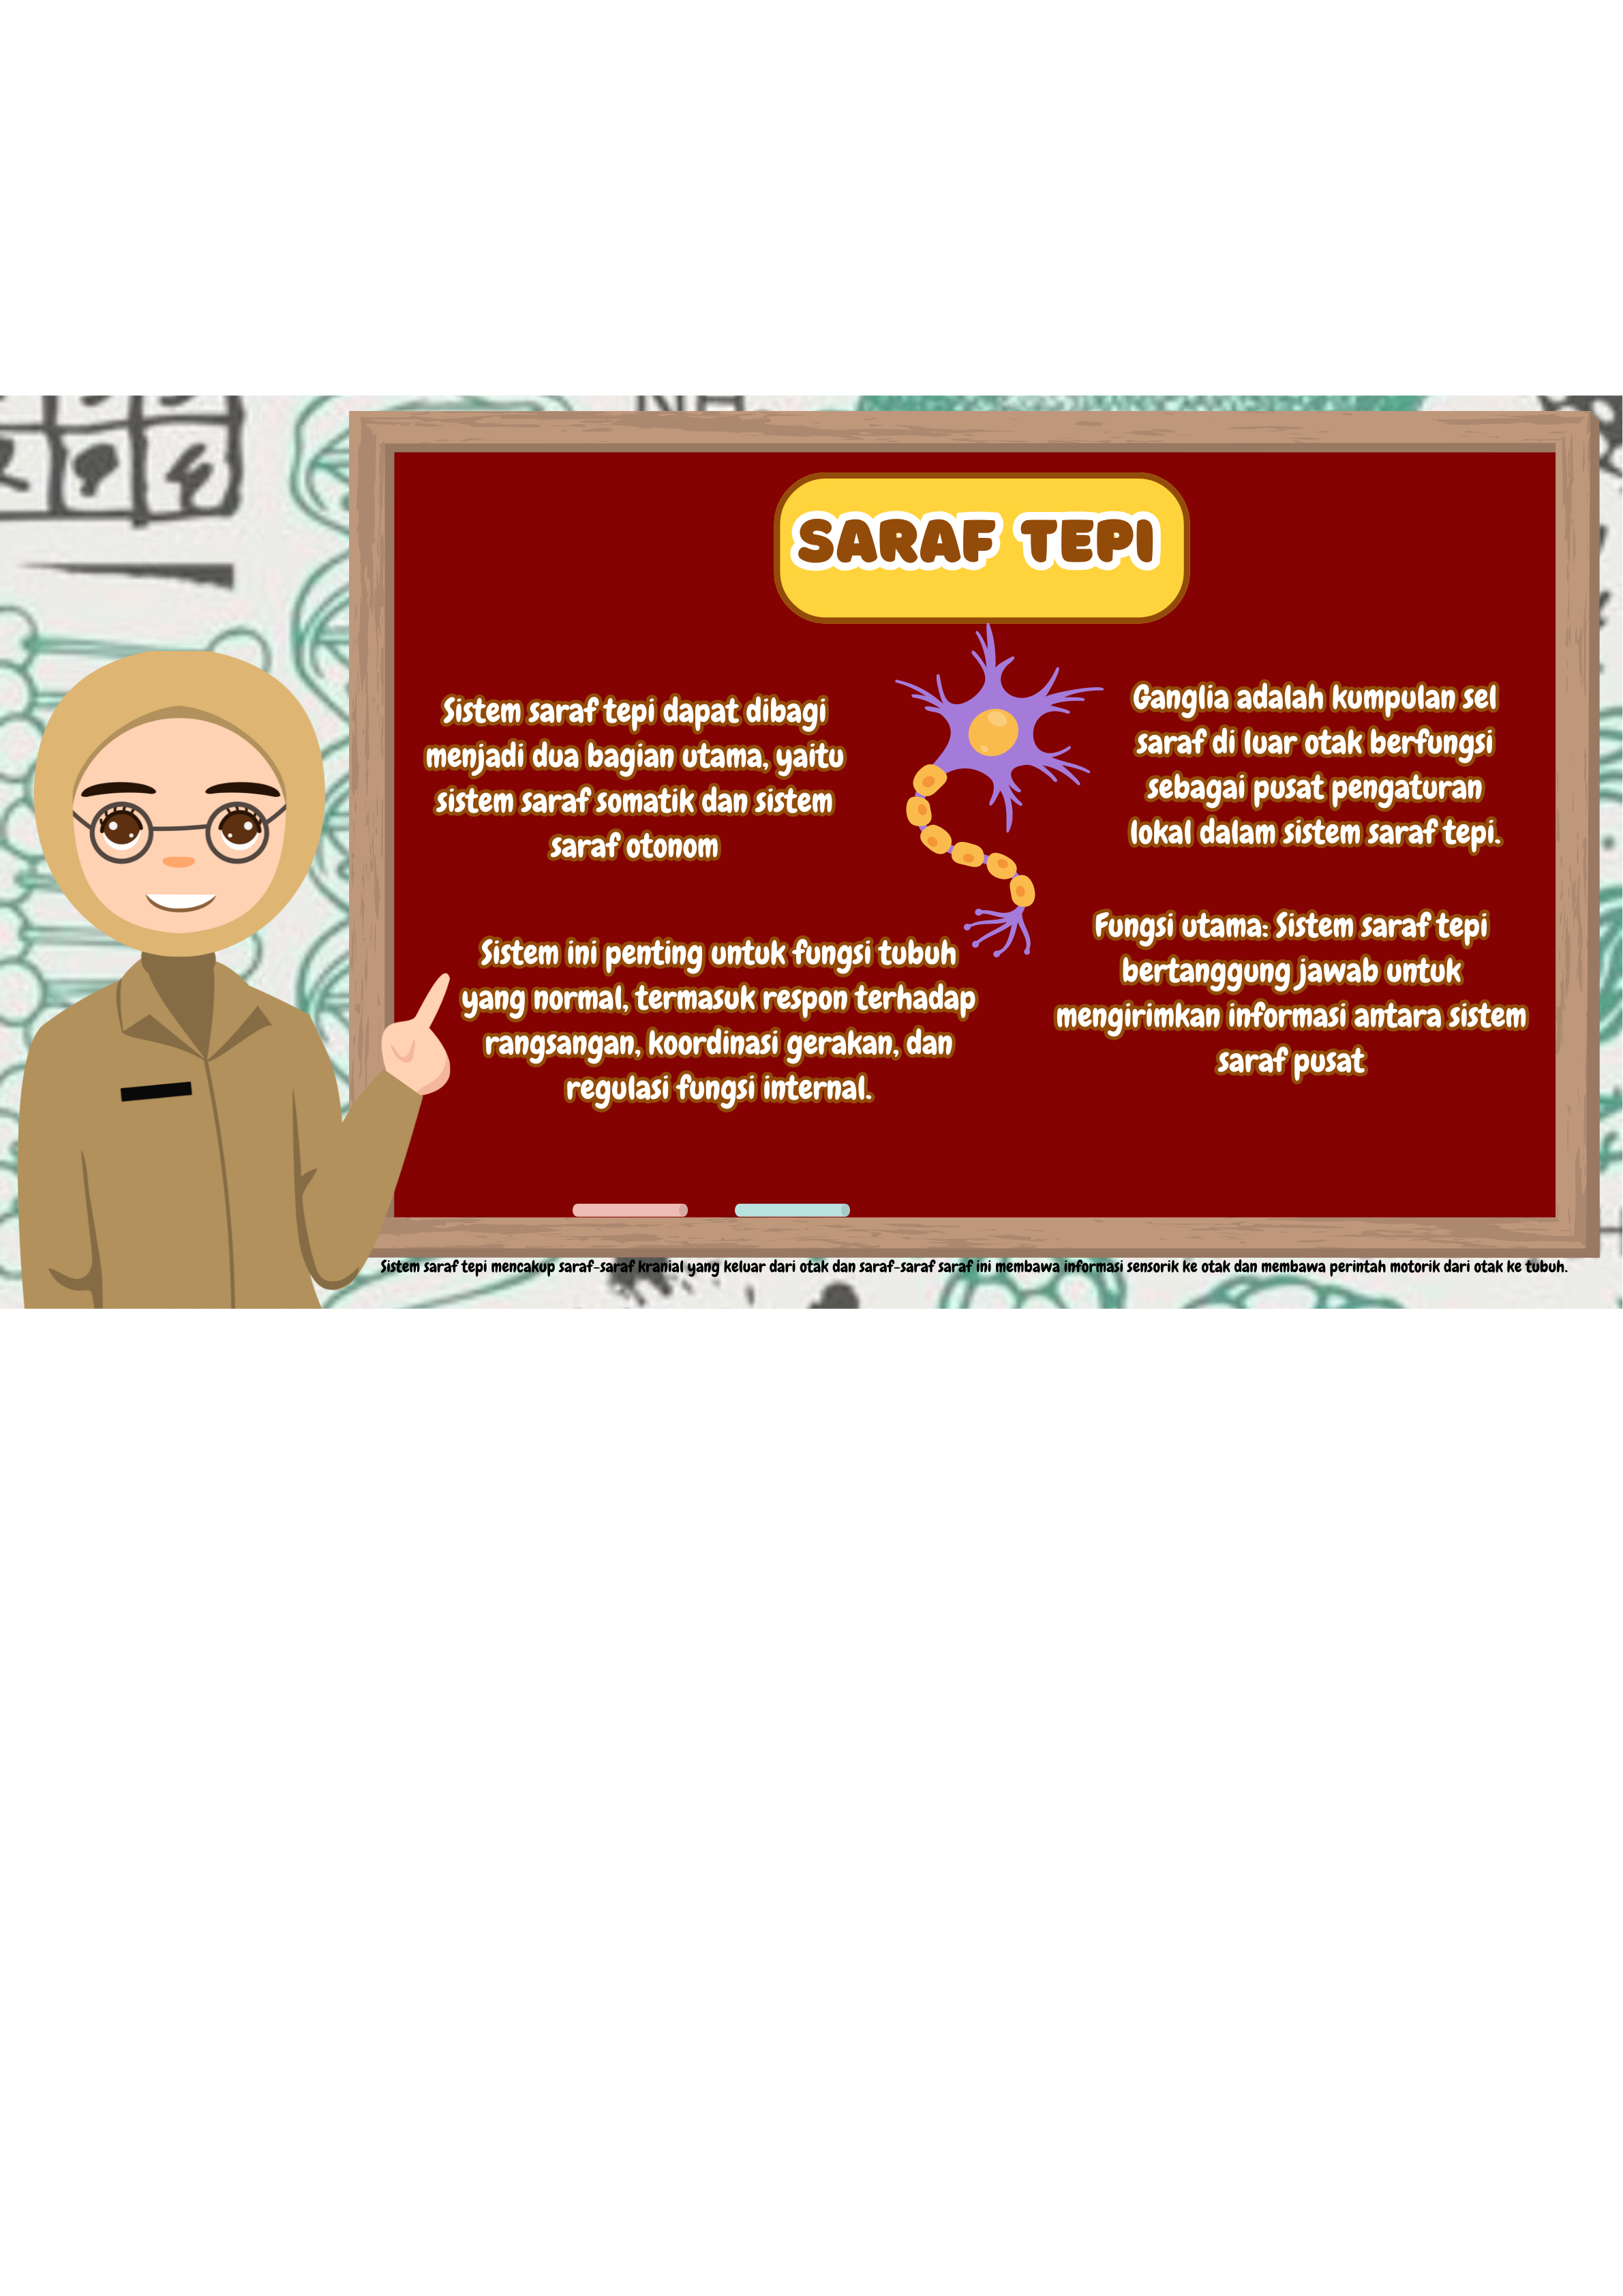 SARAF TEPI
Sistem saraf tepi dapat dibagi
menjadi dua bagian utama, yaitu
sistem saraf somatik dan sistem
saraf otonom
Sistem ini penting untuk fungsi tubuh
yang normal, termasuk respon terhadap
rangsangan, koordinasi gerakan, dan
regulasi fungsi internal.
Ganglia adalah kumpulan sel
saraf di luar otak berfungsi
sebagai pusat pengaturan
lokal dalam sistem saraf tepi.
Fungsi utama: Sistem saraf tepi
bertanggung jawab untuk
mengirimkan informasi antara sistem
saraf pusat
Sistem saraf tepi mencakup saraf-saraf kranial yang keluar dari otak dan saraf-saraf saraf ini membawa informasi sensorik ke otak dan membawa perintah motorik dari otak ke tubuh.